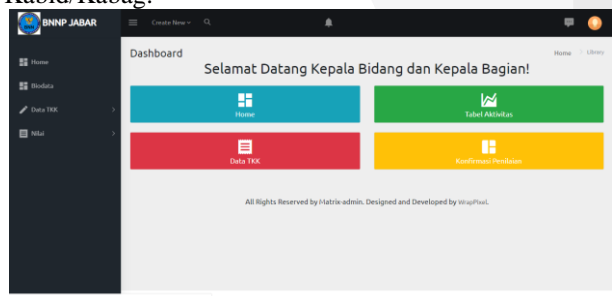 Kabid/Kabag.
BNNP JABAR
Create New
Home
Biodata
Data TKK
Nilai
Dashboard
Home > Library
Selamat Datang Kepala Bidang dan Kepala Bagian!
Home
Tabel Aktivitas
Data TKK
Konfirmasi Penilaian
All Rights Reserved by Matrix-admin. Designed and Developed by WrapPixel.